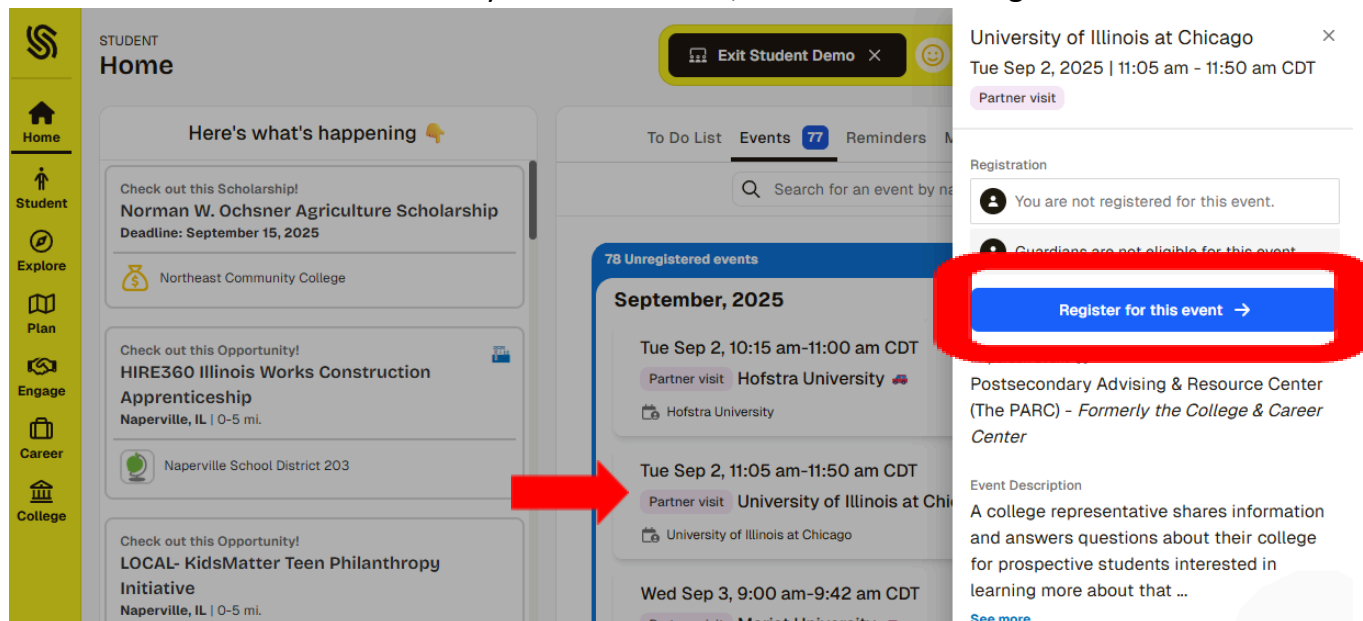 STUDENT
Home
Exit Student Demo
Home
Student
Explore
Plan
Engage
Career
College
Here's what's happening 👇
Check out this Scholarship!
Norman W. Ochsner Agriculture Scholarship
Deadline: September 15, 2025
Northeast Community College
Check out this Opportunity!
HIRE360 Illinois Works Construction
Apprenticeship
Naperville, IL | 0-5 mi.
Naperville School District 203
Check out this Opportunity!
LOCAL- KidsMatter Teen Philanthropy
Initiative
Naperville, IL | 0-5 mi.
To Do List Events 77 Reminders
Search for an event by
78 Unregistered events
September, 2025
Tue Sep 2, 10:15 am-11:00 am CDT
Partner visit Hofstra University 🚗
Hofstra University
Tue Sep 2, 11:05 am-11:50 am CDT
Partner visit University of Illinois at Chi
University of Illinois at Chicago
Wed Sep 3, 9:00 am-9:42 am CDT
University of Illinois at Chicago
Tue Sep 2, 2025 | 11:05 am - 11:50 am CDT
Partner visit
Registration
You are not registered for this event.
Guardians are not eligible for this event
Register for this event →
Postsecondary Advising & Resource Center
(The PARC) - Formerly the College & Career
Center
Event Description
A college representative shares information
and answers questions about their college
for prospective students interested in
learning more about that ...
See more